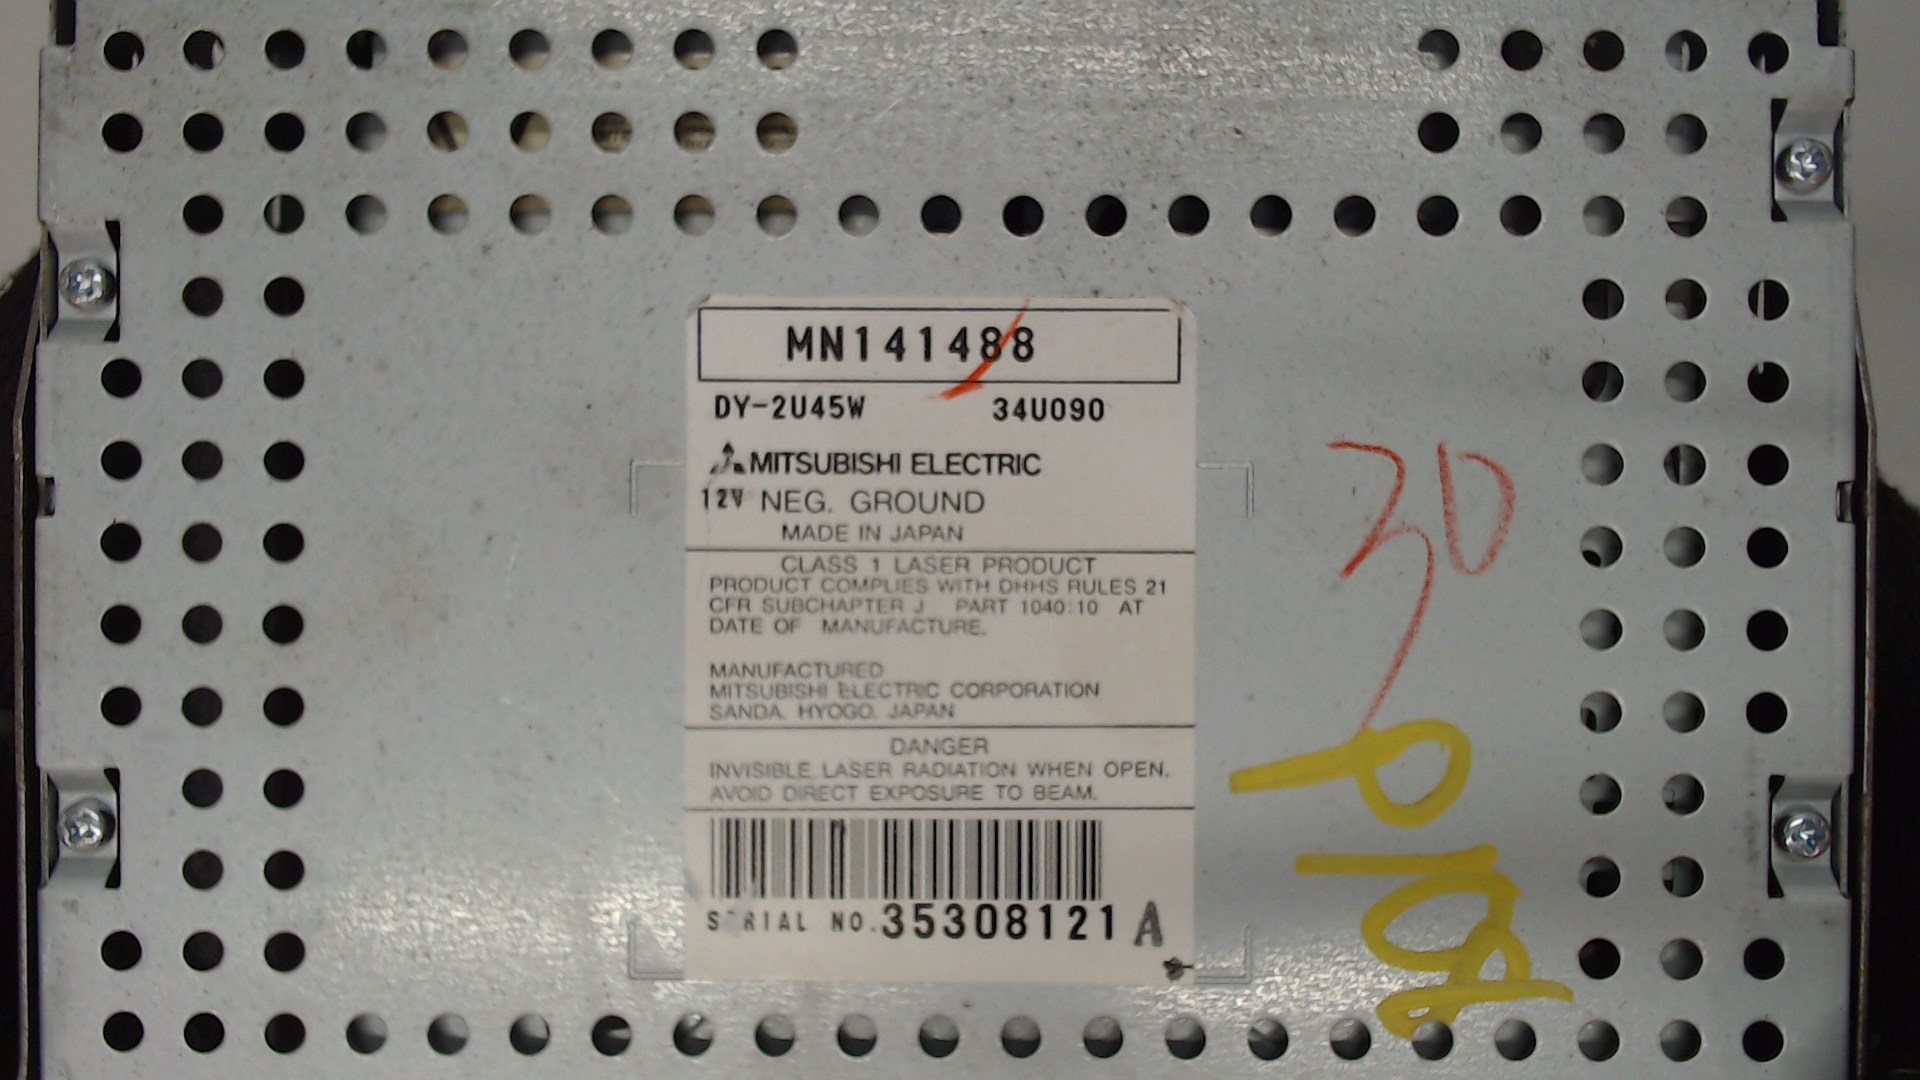 MN141488
DY-2U45W 34U090
MITSUBISHI ELECTRIC
12V NEG. GROUND
MADE IN JAPAN
CLASS 1 LASER PRODUCT
PRODUCT COMPLIES WITH DHHS RULES 21
CFR SUBCHAPTER J PART 1040:10 AT
DATE OF MANUFACTURE.
MANUFACTURED
MITSUBISHI ELECTRIC CORPORATION
SANDA. HYOGO. JAPAN
DANGER
INVISIBLE LASER RADIATION WHEN OPEN.
AVOID DIRECT EXPOSURE TO BEAM.
SERIAL NO.35308121 A
30